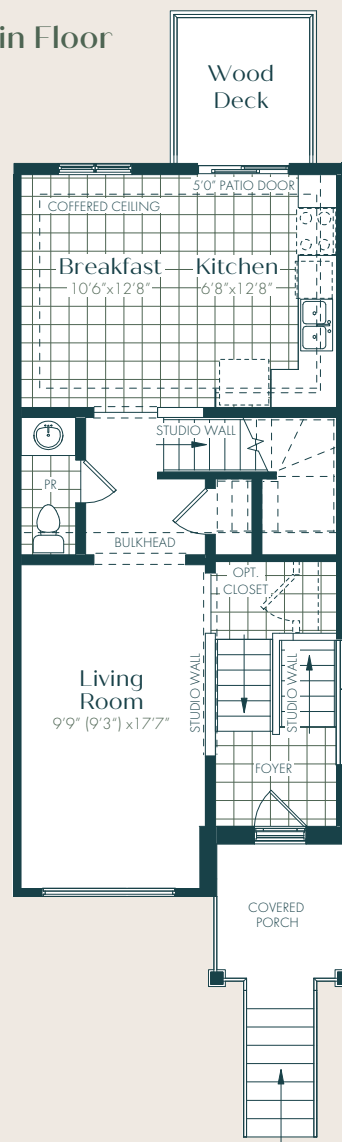 in Floor
Wood
Deck
5'0" PATIO DOOR
COFFERED CEILING
Breakfast
10'6"x12'8"
Kitchen
6'8"x12'8"
STUDIO WALL
PR
BULKHEAD
OPT.
CLOSET
Living
Room
9'9" (9'3") x17'7"
STUDIO WALL
STUDIO WALL
FOYER
COVERED
PORCH